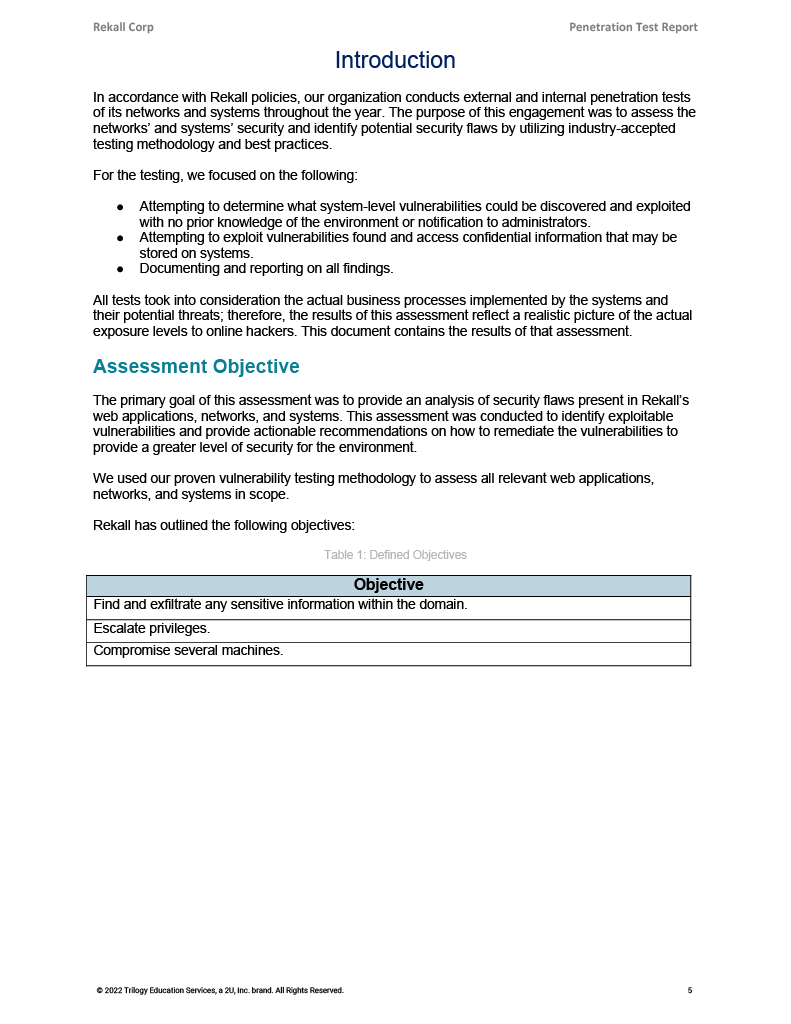 Rekall Corp
Penetration Test Report
Introduction
In accordance with Rekall policies, our organization conducts external and internal penetration tests
of its networks and systems throughout the year. The purpose of this engagement was to assess the
networks’ and systems’ security and identify potential security flaws by utilizing industry-accepted
testing methodology and best practices.
For the testing, we focused on the following:
● Attempting to determine what system-level vulnerabilities could be discovered and exploited
with no prior knowledge of the environment or notification to administrators.
● Attempting to exploit vulnerabilities found and access confidential information that may be
stored on systems.
● Documenting and reporting on all findings.
All tests took into consideration the actual business processes implemented by the systems and
their potential threats; therefore, the results of this assessment reflect a realistic picture of the actual
exposure levels to online hackers. This document contains the results of that assessment.
Assessment Objective
The primary goal of this assessment was to provide an analysis of security flaws present in Rekall’s
web applications, networks, and systems. This assessment was conducted to identify exploitable
vulnerabilities and provide actionable recommendations on how to remediate the vulnerabilities to
provide a greater level of security for the environment.
We used our proven vulnerability testing methodology to assess all relevant web applications,
networks, and systems in scope.
Rekall has outlined the following objectives:
Table 1: Defined Objectives
Objective
Find and exfiltrate any sensitive information within the domain.
Escalate privileges.
Compromise several machines.
© 2022 Trilogy Education Services, a 2U, Inc. brand. All Rights Reserved.
5